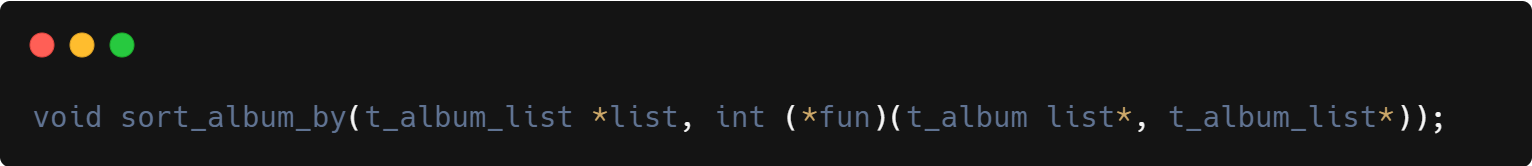 void sort_album_by(t_album_list *list, int (*fun)(t_album list*, t_album_list*));